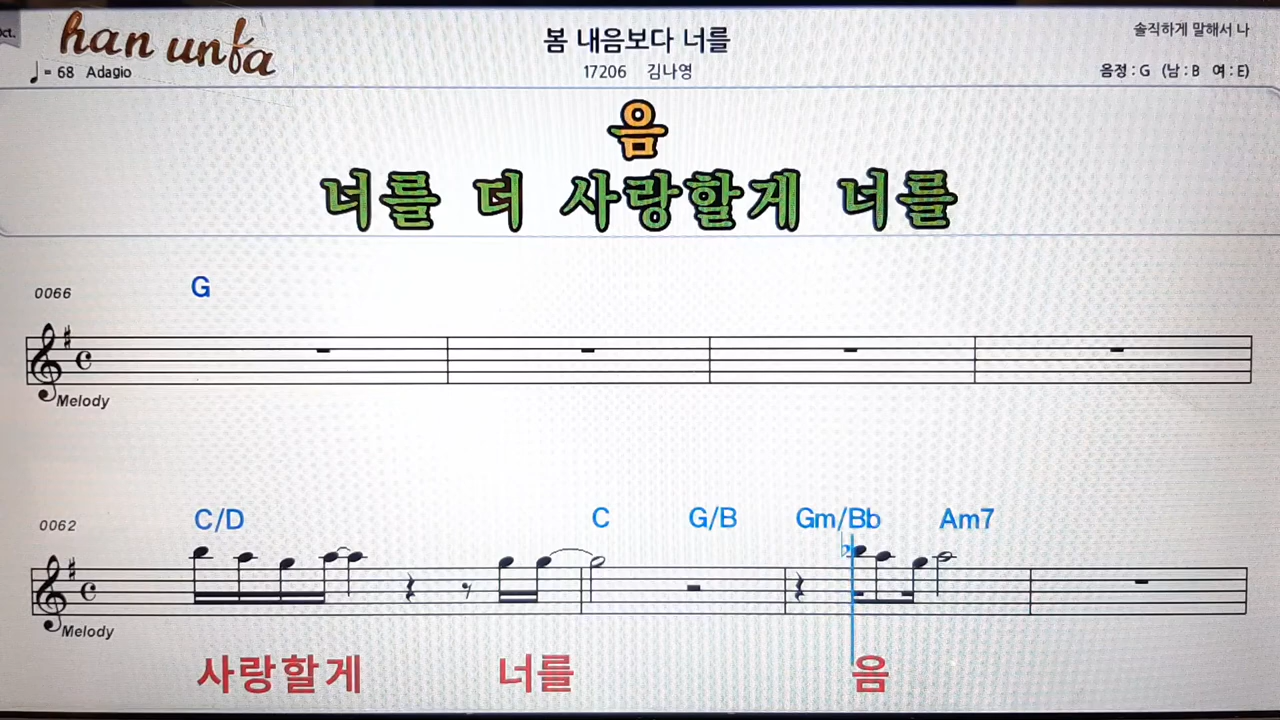 oct.
han unfa
봄 내음보다 너를
솔직하게 말해서 나
♩= 68 Adagio
17206 김나영
음정 : G (남 : B 여 : E)
음
너를 더 사랑할게 너를
0066
G
Melody
0062
C/D C G/B Gm/Bb Am7
Melody
사랑할게 너를 음